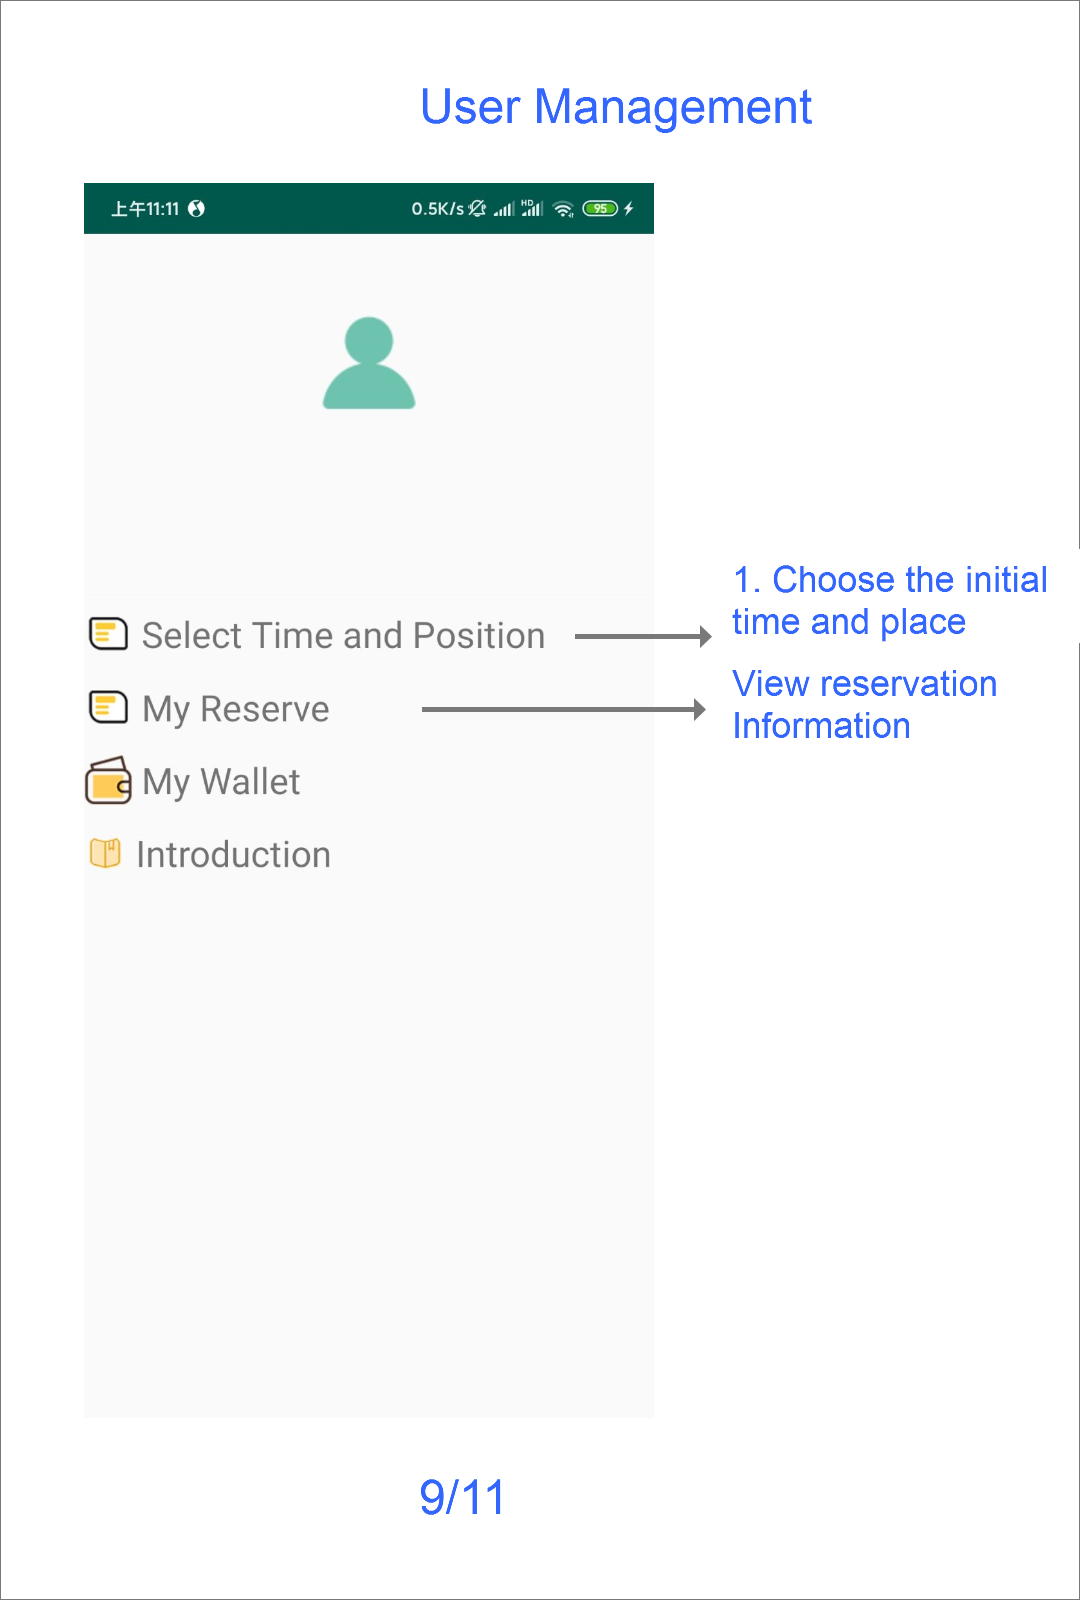 User Management
上午11:11
0.5K/s HD 95
1. Choose the initial
time and place
Select Time and Position
View reservation
Information
My Reserve
My Wallet
Introduction
9/11